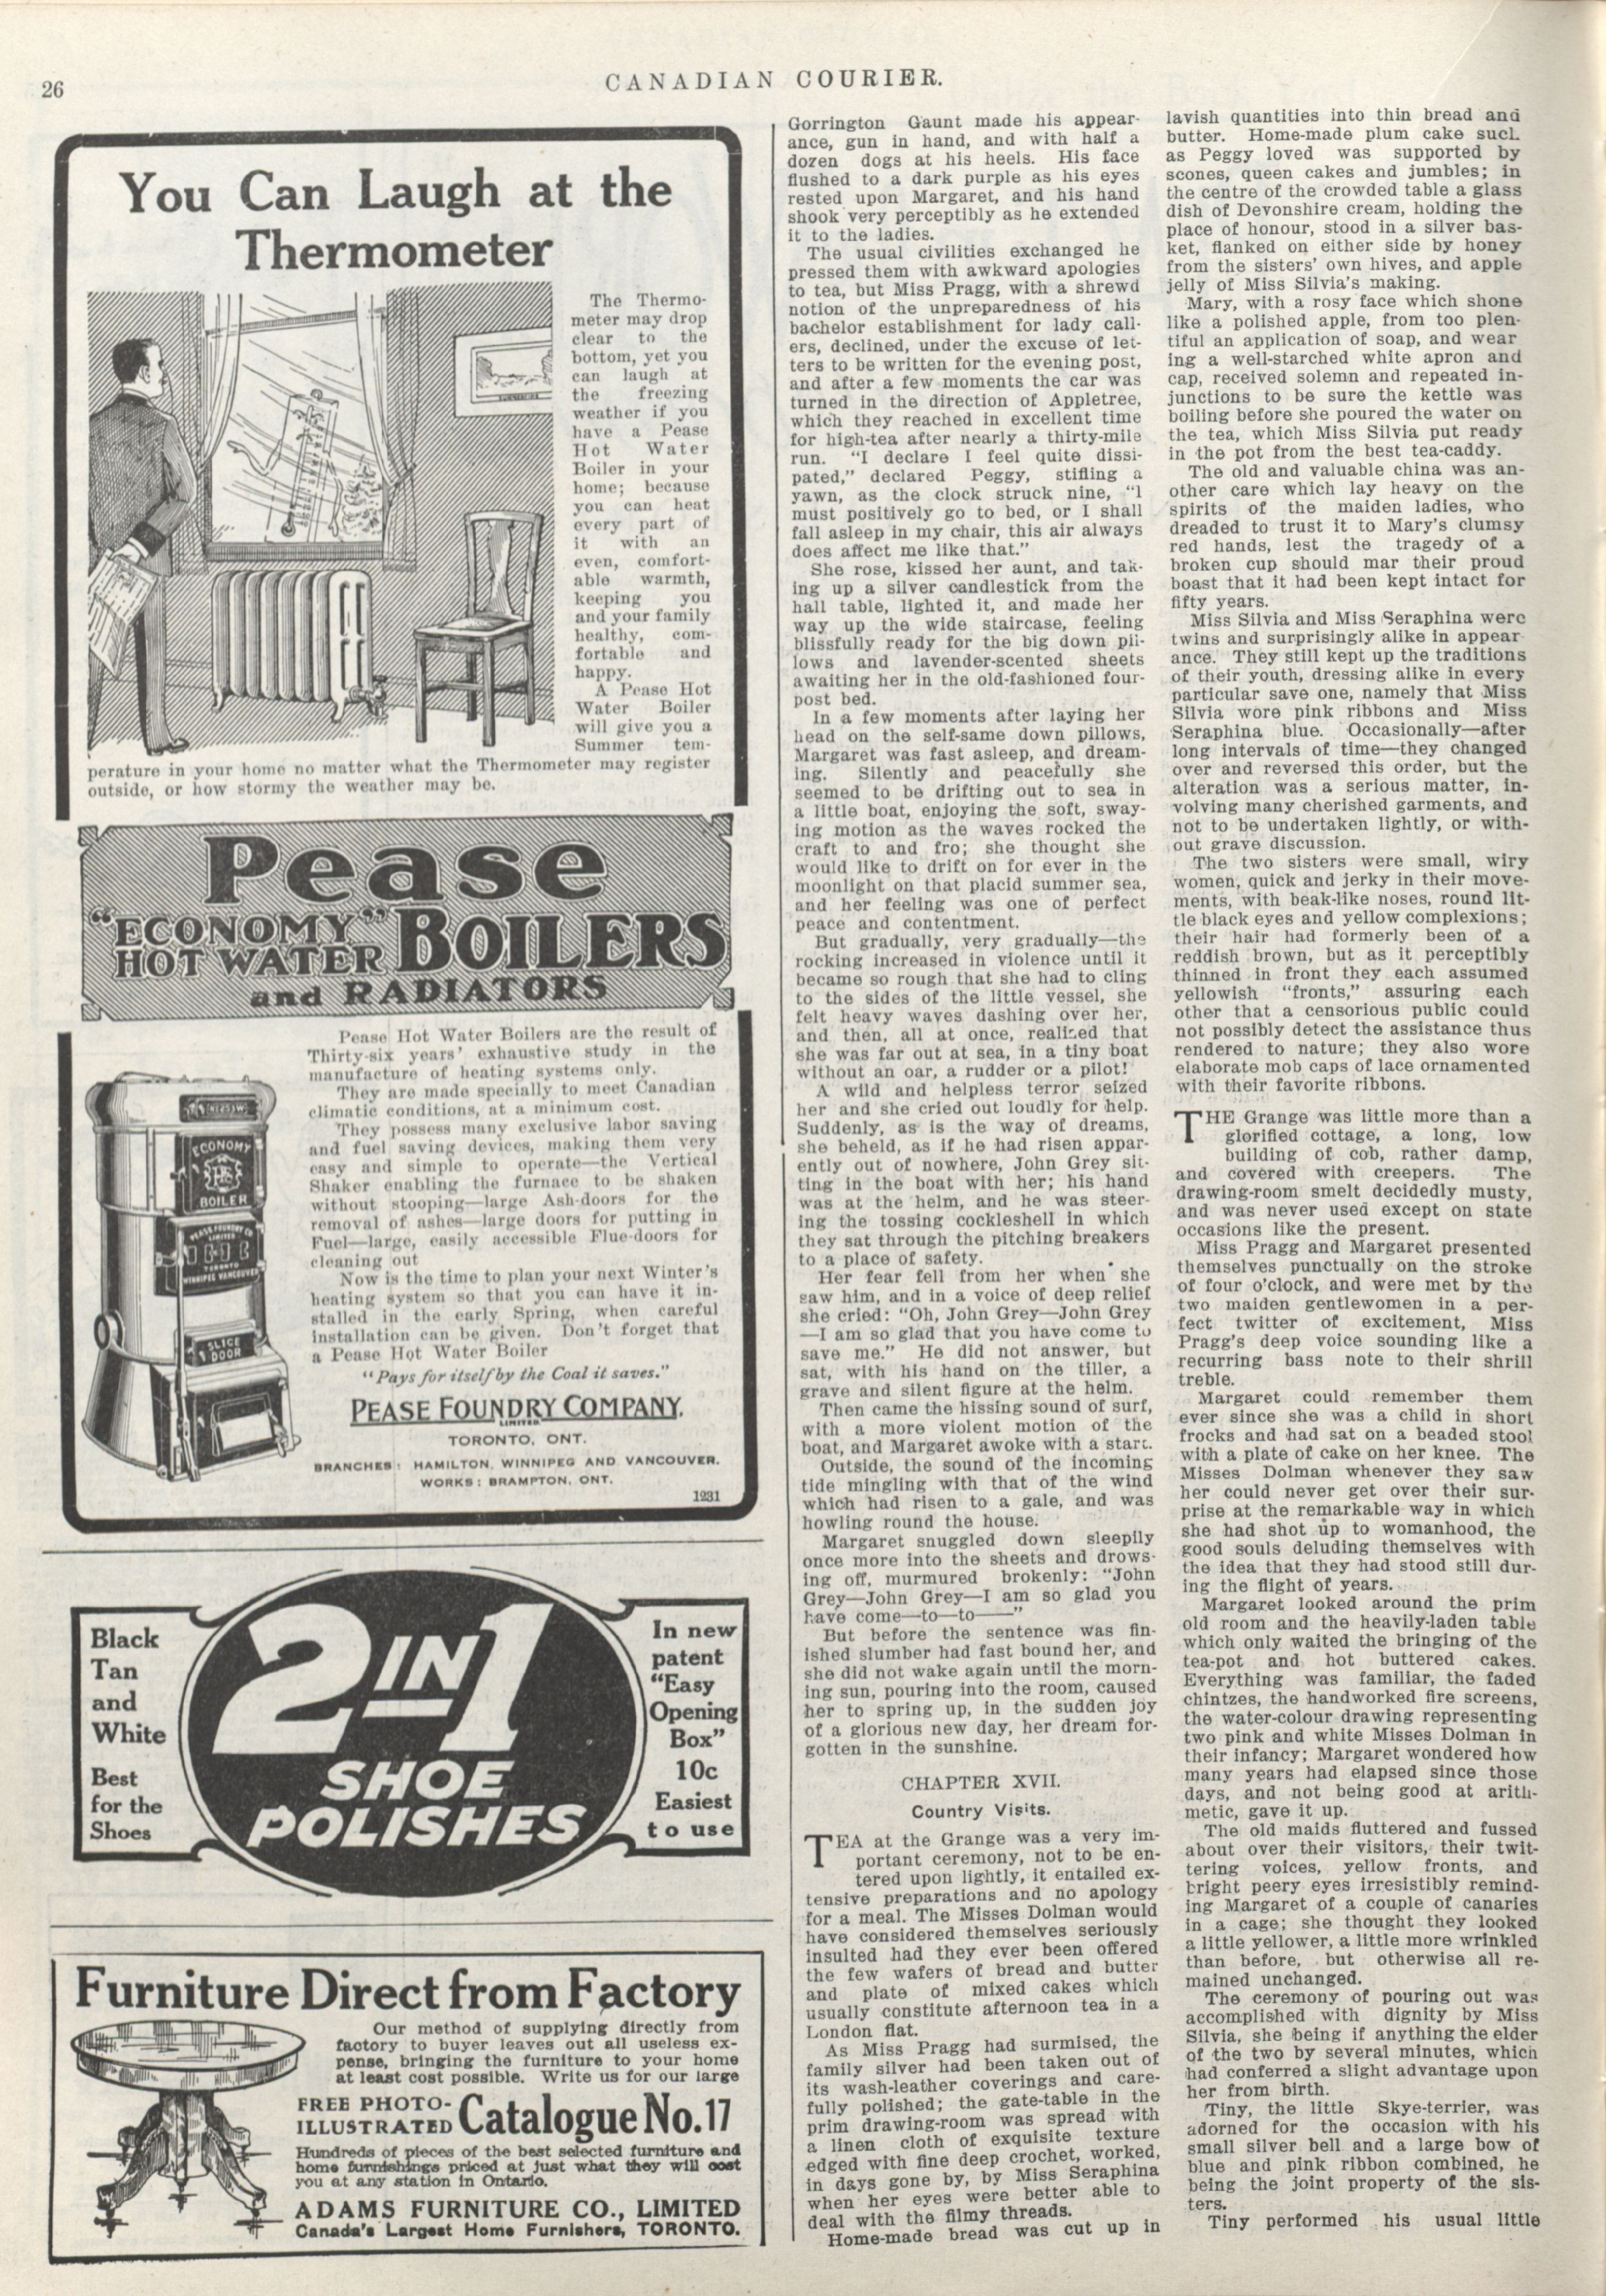 26
CANADIAN COURIER.
You Can Laugh at the
Thermometer
The Thermo-
meter may drop
clear to the
bottom, yet you
can laugh at
the freezing
weather if you
have a Pease
Hot Water
Boiler in your
home; because
you can heat
every part of
it with an
even, comfort-
able warmth,
keeping you
and your family
healthy, com-
fortable and
happy.
A Pease Hot
Water Boiler
will give you a
Summer tem-
perature in your home no matter what the Thermometer may register
outside, or how stormy the weather may be.
Pease
"ECONOMY"
HOT WATER BOILERS
and RADIATORS
Pease Hot Water Boilers are the result of
Thirty-six years' exhaustive study in the
manufacture of heating systems only.
They are made specially to meet Canadian
climatic conditions, at a minimum cost.
They possess many exclusive labor saving
and fuel saving devices, making them very
easy and simple to operate—the Vertical
Shaker enabling the furnace to be shaken
without stooping—large Ash-doors for the
removal of ashes—large doors for putting in
Fuel—large, easily accessible Flue-doors for
cleaning out
Now is the time to plan your next Winter's
heating system so that you can have it in-
stalled in the early Spring, when careful
installation can be given. Don't forget that
a Pease Hot Water Boiler
"Pays for itself by the Coal it saves."
PEASE FOUNDRY COMPANY,
LIMITED
TORONTO, ONT.
BRANCHES: HAMILTON, WINNIPEG AND VANCOUVER.
WORKS: BRAMPTON, ONT.
1231
ECONOMY
BOILER
PEASE FOUNDRY CO
LIMITED
TORONTO
WINNIPEG VANCOUVER
SLICE
DOOR
Black
Tan
and
White
Best
for the
Shoes
2 IN 1
SHOE
POLISHES
In new
patent
"Easy
Opening
Box"
10c
Easiest
to use
Furniture Direct from Factory
Our method of supplying directly from
factory to buyer leaves out all useless ex-
pense, bringing the furniture to your home
at least cost possible. Write us for our large
FREE PHOTO-
ILLUSTRATED Catalogue No. 17
Hundreds of pieces of the best selected furniture and
home furnishings priced at just what they will cost
you at any station in Ontario.
ADAMS FURNITURE CO., LIMITED
Canada's Largest Home Furnishers, TORONTO.
Gorrington Gaunt made his appear-
ance, gun in hand, and with half a
dozen dogs at his heels. His face
flushed to a dark purple as his eyes
rested upon Margaret, and his hand
shook very perceptibly as he extended
it to the ladies.
The usual civilities exchanged he
pressed them with awkward apologies
to tea, but Miss Pragg, with a shrewd
notion of the unpreparedness of his
bachelor establishment for lady call-
ers, declined, under the excuse of let-
ters to be written for the evening post,
and after a few moments the car was
turned in the direction of Appletree,
which they reached in excellent time
for high-tea after nearly a thirty-mile
run. "I declare I feel quite dissi-
pated," declared Peggy, stifling a
yawn, as the clock struck nine, "I
must positively go to bed, or I shall
fall asleep in my chair, this air always
does affect me like that."
She rose, kissed her aunt, and tak-
ing up a silver candlestick from the
hall table, lighted it, and made her
way up the wide staircase, feeling
blissfully ready for the big down pil-
lows and lavender-scented sheets
awaiting her in the old-fashioned four-
post bed.
In a few moments after laying her
head on the self-same down pillows,
Margaret was fast asleep, and dream-
ing. Silently and peacefully she
seemed to be drifting out to sea in
a little boat, enjoying the soft, sway-
ing motion as the waves rocked the
craft to and fro; she thought she
would like to drift on for ever in the
moonlight on that placid summer sea,
and her feeling was one of perfect
peace and contentment.
But gradually, very gradually—the
rocking increased in violence until it
became so rough that she had to cling
to the sides of the little vessel, she
felt heavy waves dashing over her,
and then, all at once, realized that
she was far out at sea, in a tiny boat
without an oar, a rudder or a pilot!
A wild and helpless terror seized
her and she cried out loudly for help.
Suddenly, as is the way of dreams,
she beheld, as if he had risen appar-
ently out of nowhere, John Grey sit-
ting in the boat with her; his hand
was at the helm, and he was steer-
ing the tossing cockleshell in which
they sat through the pitching breakers
to a place of safety.
Her fear fell from her when she
saw him, and in a voice of deep relief
she cried: "Oh, John Grey—John Grey
—I am so glad that you have come to
save me." He did not answer, but
sat, with his hand on the tiller, a
grave and silent figure at the helm.
Then came the hissing sound of surf,
with a more violent motion of the
boat, and Margaret awoke with a start.
Outside, the sound of the incoming
tide mingling with that of the wind
which had risen to a gale, and was
howling round the house.
Margaret snuggled down sleepily
once more into the sheets and drows-
ing off, murmured brokenly: "John
Grey—John Grey—I am so glad you
have come—to—to——"
But before the sentence was fin-
ished slumber had fast bound her, and
she did not wake again until the morn-
ing sun, pouring into the room, caused
her to spring up, in the sudden joy
of a glorious new day, her dream for-
gotten in the sunshine.
CHAPTER XVII.
Country Visits.
TEA at the Grange was a very im-
portant ceremony, not to be en-
tered upon lightly, it entailed ex-
tensive preparations and no apology
for a meal. The Misses Dolman would
have considered themselves seriously
insulted had they ever been offered
the few wafers of bread and butter
and plate of mixed cakes which
usually constitute afternoon tea in a
London flat.
As Miss Pragg had surmised, the
family silver had been taken out of
its wash-leather coverings and care-
fully polished; the gate-table in the
prim drawing-room was spread with
a linen cloth of exquisite texture
edged with fine deep crochet, worked,
in days gone by, by Miss Seraphina
when her eyes were better able to
deal with the filmy threads.
Home-made bread was cut up in
lavish quantities into thin bread and
butter. Home-made plum cake such
as Peggy loved was supported by
scones, queen cakes and jumbles; in
the centre of the crowded table a glass
dish of Devonshire cream, holding the
place of honour, stood in a silver bas-
ket, flanked on either side by honey
from the sisters' own hives, and apple
jelly of Miss Silvia's making.
Mary, with a rosy face which shone
like a polished apple, from too plen-
tiful an application of soap, and wear
ing a well-starched white apron and
cap, received solemn and repeated in-
junctions to be sure the kettle was
boiling before she poured the water on
the tea, which Miss Silvia put ready
in the pot from the best tea-caddy.
The old and valuable china was an-
other care which lay heavy on the
spirits of the maiden ladies, who
dreaded to trust it to Mary's clumsy
red hands, lest the tragedy of a
broken cup should mar their proud
boast that it had been kept intact for
fifty years.
Miss Silvia and Miss Seraphina were
twins and surprisingly alike in appear
ance. They still kept up the traditions
of their youth, dressing alike in every
particular save one, namely that Miss
Silvia wore pink ribbons and Miss
Seraphina blue. Occasionally—after
long intervals of time—they changed
over and reversed this order, but the
alteration was a serious matter, in-
volving many cherished garments, and
not to be undertaken lightly, or with-
out grave discussion.
The two sisters were small, wiry
women, quick and jerky in their move-
ments, with beak-like noses, round lit-
tle black eyes and yellow complexions;
their hair had formerly been of a
reddish brown, but as it perceptibly
thinned in front they each assumed
yellowish "fronts," assuring each
other that a censorious public could
not possibly detect the assistance thus
rendered to nature; they also wore
elaborate mob caps of lace ornamented
with their favorite ribbons.
THE Grange was little more than a
glorified cottage, a long, low
building of cob, rather damp,
and covered with creepers. The
drawing-room smelt decidedly musty,
and was never used except on state
occasions like the present.
Miss Pragg and Margaret presented
themselves punctually on the stroke
of four o'clock, and were met by the
two maiden gentlewomen in a per-
fect twitter of excitement, Miss
Pragg's deep voice sounding like a
recurring bass note to their shrill
treble.
Margaret could remember them
ever since she was a child in short
frocks and had sat on a beaded stool
with a plate of cake on her knee. The
Misses Dolman whenever they saw
her could never get over their sur-
prise at the remarkable way in which
she had shot up to womanhood, the
good souls deluding themselves with
the idea that they had stood still dur-
ing the flight of years.
Margaret looked around the prim
old room and the heavily-laden table
which only waited the bringing of the
tea-pot and hot buttered cakes.
Everything was familiar, the faded
chintzes, the handworked fire screens,
the water-colour drawing representing
two pink and white Misses Dolman in
their infancy; Margaret wondered how
many years had elapsed since those
days, and not being good at arith-
metic, gave it up.
The old maids fluttered and fussed
about over their visitors, their twit-
tering voices, yellow fronts, and
bright peery eyes irresistibly remind-
ing Margaret of a couple of canaries
in a cage; she thought they looked
a little yellower, a little more wrinkled
than before, but otherwise all re-
mained unchanged.
The ceremony of pouring out was
accomplished with dignity by Miss
Silvia, she being if anything the elder
of the two by several minutes, which
had conferred a slight advantage upon
her from birth.
Tiny, the little Skye-terrier, was
adorned for the occasion with his
small silver bell and a large bow of
blue and pink ribbon combined, he
being the joint property of the sis-
ters.
Tiny performed his usual little